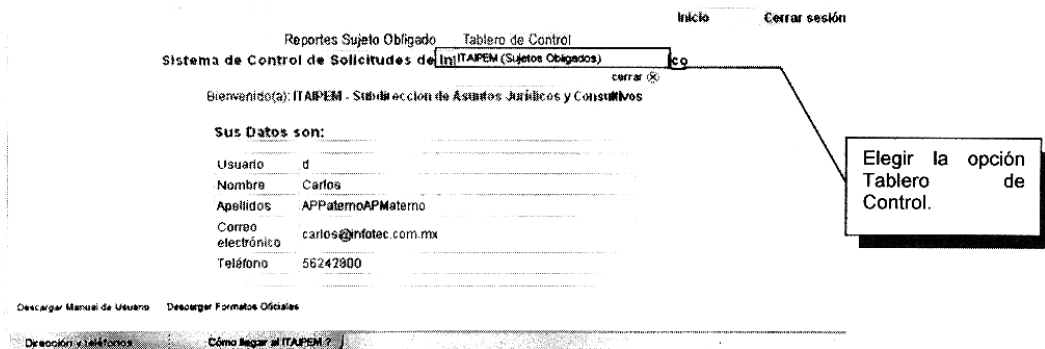 Inicio Cerrar sesión
Reportes Sujeto Obligado Tablero de Control
Sistema de Control de Solicitudes de Inf ITAIPEM (Sujetos Obligados) co
cerrar
Bienvenido(a): ITAIPEM - Subdirección de Asuntos Jurídicos y Consultivos
Sus Datos son:
Usuario d
Nombre Carlos
Apellidos APPaternoAPMaterno
Correo electrónico carlos@infotec.com.mx
Teléfono 56242800
Elegir la opción
Tablero de
Control.
Descargar Manual de Usuario Descargar Formatos Oficiales
Dirección y teléfonos Cómo llegar al ITAIPEM ?